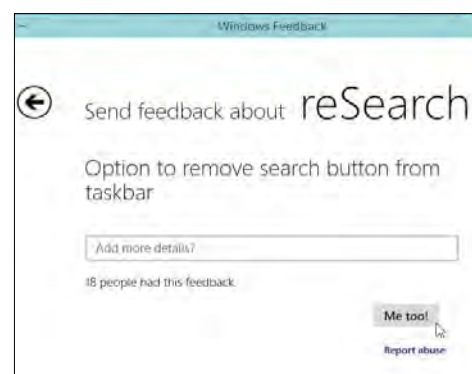 Windows Feedback
Send feedback about reSearch
Option to remove search button from
taskbar
Add more details?
18 people had this feedback
Me too!
Report abuse